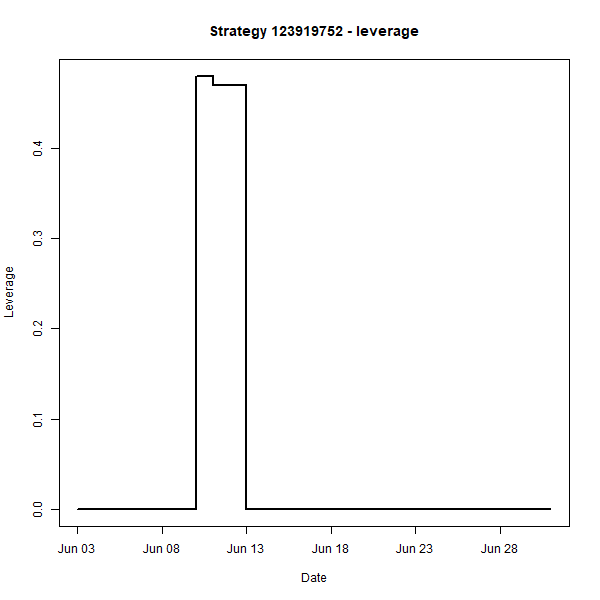 Strategy 123919752 - leverage
Leverage
0.4
0.3
0.2
0.1
0.0
Jun 03 Jun 08 Jun 13 Jun 18 Jun 23 Jun 28
Date